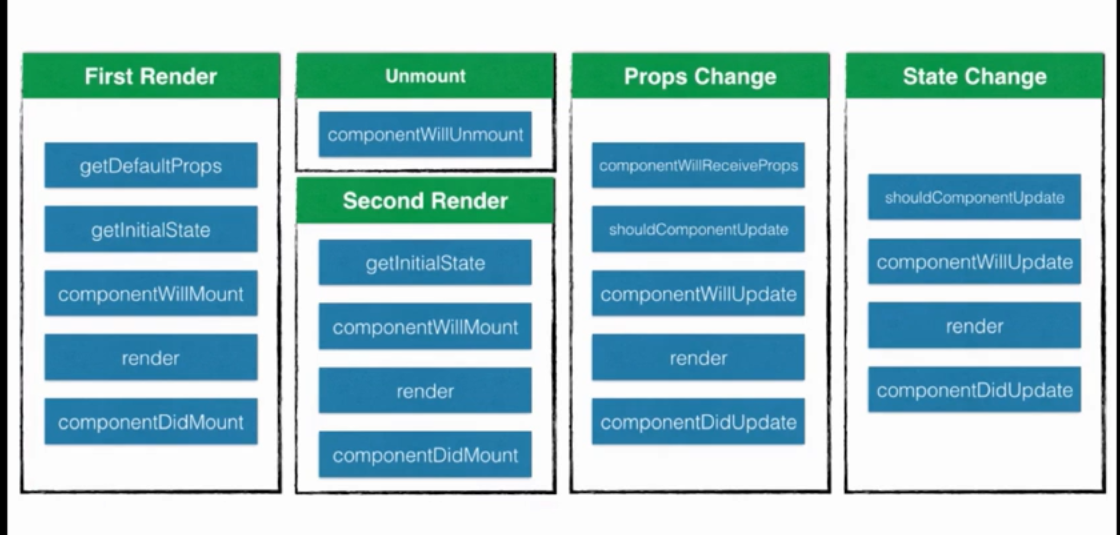 First Render
getDefaultProps
getInitialState
componentWillMount
render
componentDidMount
Unmount
componentWillUnmount
Second Render
getInitialState
componentWillMount
render
componentDidMount
Props Change
componentWillReceiveProps
shouldComponentUpdate
componentWillUpdate
render
componentDidUpdate
State Change
shouldComponentUpdate
componentWillUpdate
render
componentDidUpdate